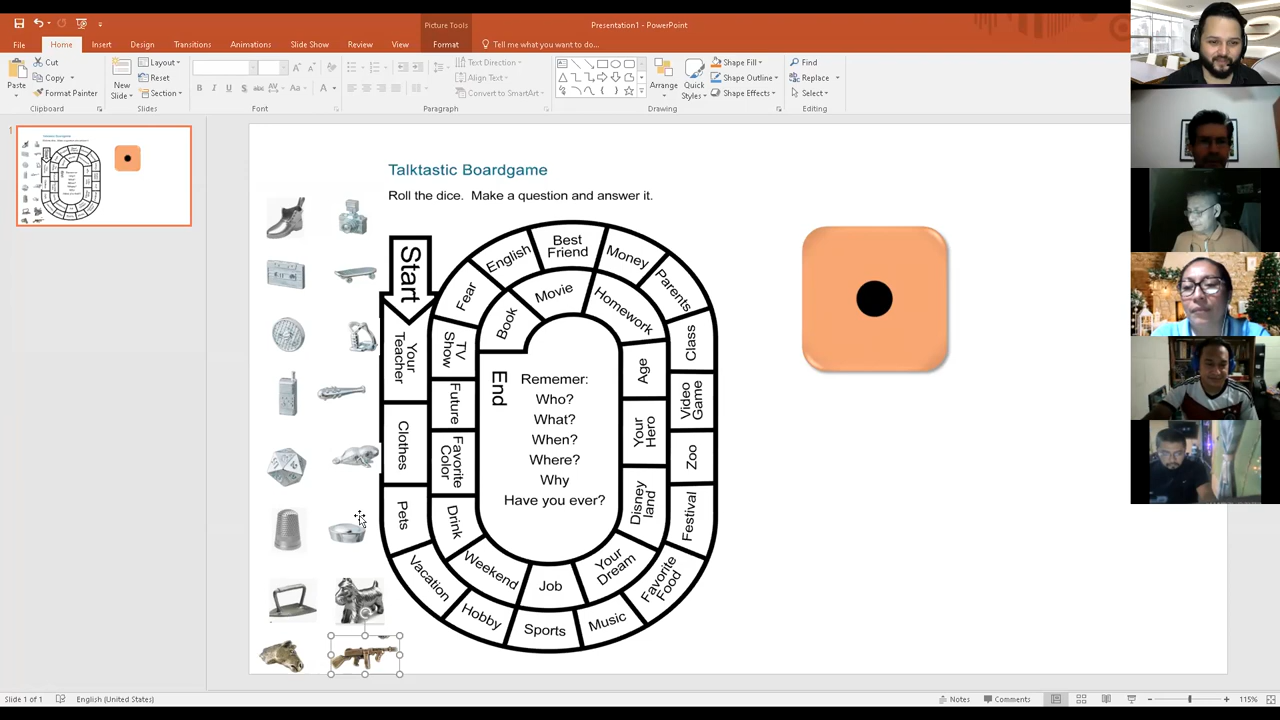 Picture Tools
Presentation1 - PowerPoint
File
Home
Insert
Design
Transitions
Animations
Slide Show
Review
View
Format
Tell me what you want to do...
Paste
Cut
Copy
Format Painter
Clipboard
New
Slide
Layout
Reset
Section
Slides
Font
Text Direction
Align Text
Convert to SmartArt
Paragraph
Arrange
Quick
Styles
Shape Fill
Shape Outline
Shape Effects
Drawing
Find
Replace
Select
Editing
1
Talktastic Boardgame
Roll the dice. Make a question and answer it.
Start
Your
Teacher
Clothes
Pets
Vacation
Hobby
Sports
Music
Favorite
Food
Festival
Zoo
Video
Game
Class
Parents
Money
Best
Friend
English
Fear
TV
Show
Future
Favorite
Color
Drink
Weekend
Job
Your
Dream
Disney
land
Your
Hero
Age
Homework
Movie
Book
End
Rememer:
Who?
What?
When?
Where?
Why
Have you ever?
Slide 1 of 1
English (United States)
Notes
Comments
115%